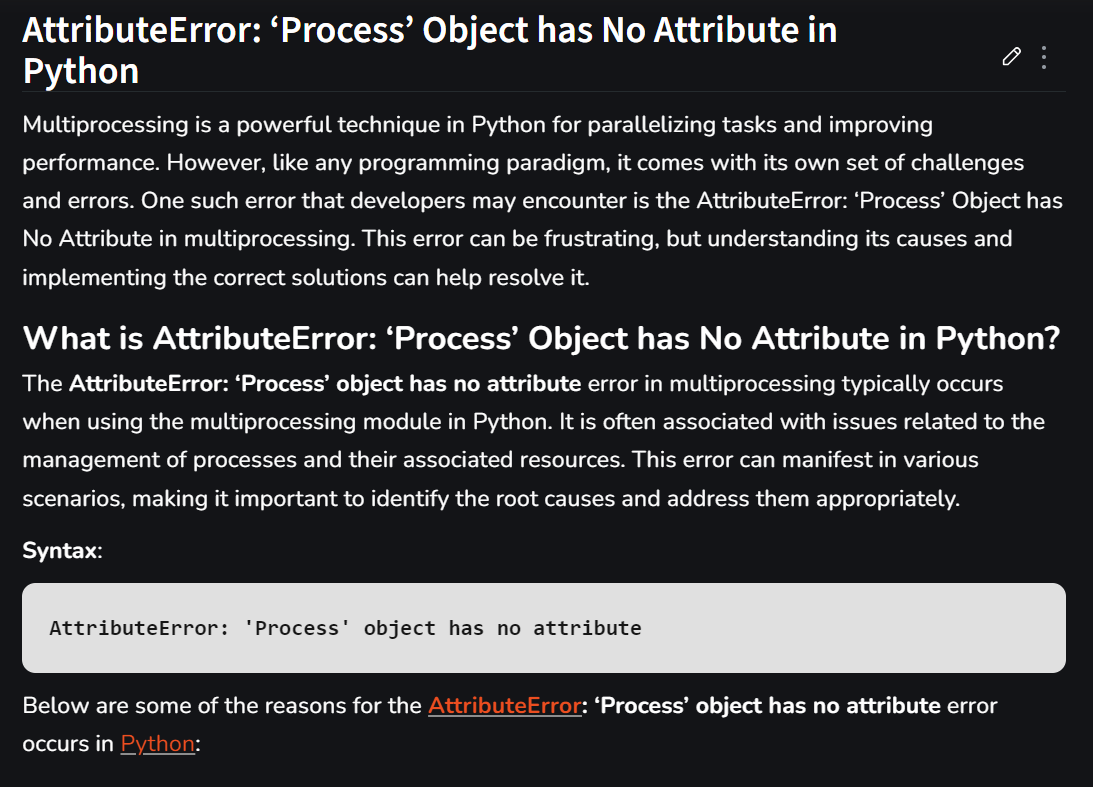 AttributeError: ‘Process’ Object has No Attribute in
Python
Multiprocessing is a powerful technique in Python for parallelizing tasks and improving
performance. However, like any programming paradigm, it comes with its own set of challenges
and errors. One such error that developers may encounter is the AttributeError: ‘Process’ Object has
No Attribute in multiprocessing. This error can be frustrating, but understanding its causes and
implementing the correct solutions can help resolve it.
What is AttributeError: ‘Process’ Object has No Attribute in Python?
The AttributeError: ‘Process’ object has no attribute error in multiprocessing typically occurs
when using the multiprocessing module in Python. It is often associated with issues related to the
management of processes and their associated resources. This error can manifest in various
scenarios, making it important to identify the root causes and address them appropriately.
Syntax:
AttributeError: 'Process' object has no attribute
Below are some of the reasons for the AttributeError: ‘Process’ object has no attribute error
occurs in Python: